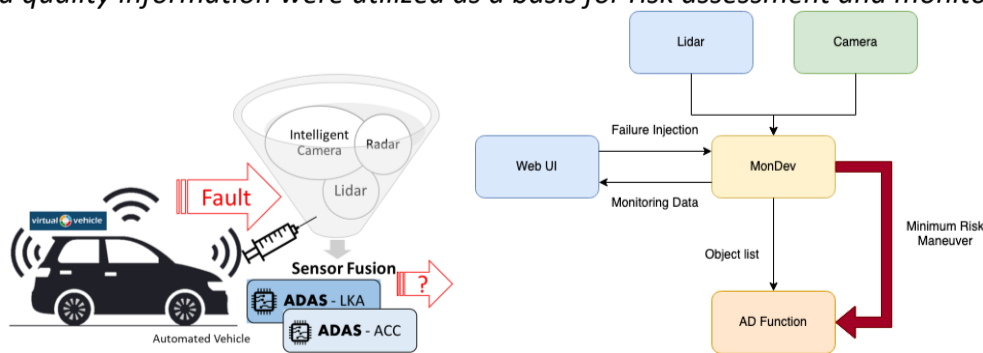 quality information were utilized as a basis for risk assessment and
Intelligent
Camera
Radar
Lidar
Fault
virtual vehicle
Sensor Fusion
ADAS - LKA
ADAS - ACC
?
Automated Vehicle
Lidar
Camera
Failure Injection
Web UI
MonDev
Monitoring Data
Minimum Risk
Maneuver
Object list
AD Function